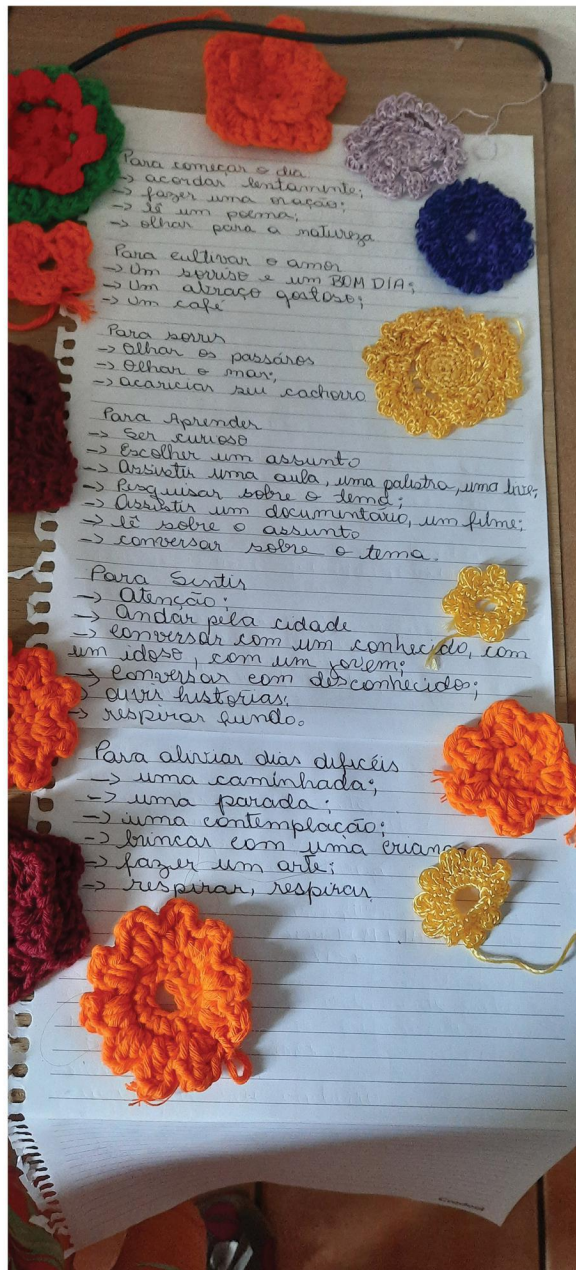 Para começar o dia
-> acordar lentamente;
-> fazer uma oração;
-> lê um poema;
-> olhar para a natureza
Para cultivar o amor
-> Um sorriso e um BOM DIA;
-> Um abraço gostoso;
-> Um café
Para sorrir
-> Olhar os passáros
-> Olhar o mar;
-> acariciar seu cachorro
Para Aprender
-> Ser curioso
-> Escolher um assunto
-> Assistir uma aula, uma palestra, uma live;
-> Pesquisar sobre o tema;
-> Assistir um documentário, um filme;
-> lê sobre o assunto
-> conversar sobre o tema.
Para Sentir
-> Atenção;
-> Andar pela cidade
-> conversar com um conhecido, com
um idoso, com um jovem;
-> conversar com desconhecidos;
-> ouvir histórias,
-> respirar fundo.
Para aliviar dias dificéis
-> uma caminhada;
-> uma parada;
-> uma contemplação;
-> brincar com uma criança
-> fazer um arte;
-> respirar, respirar